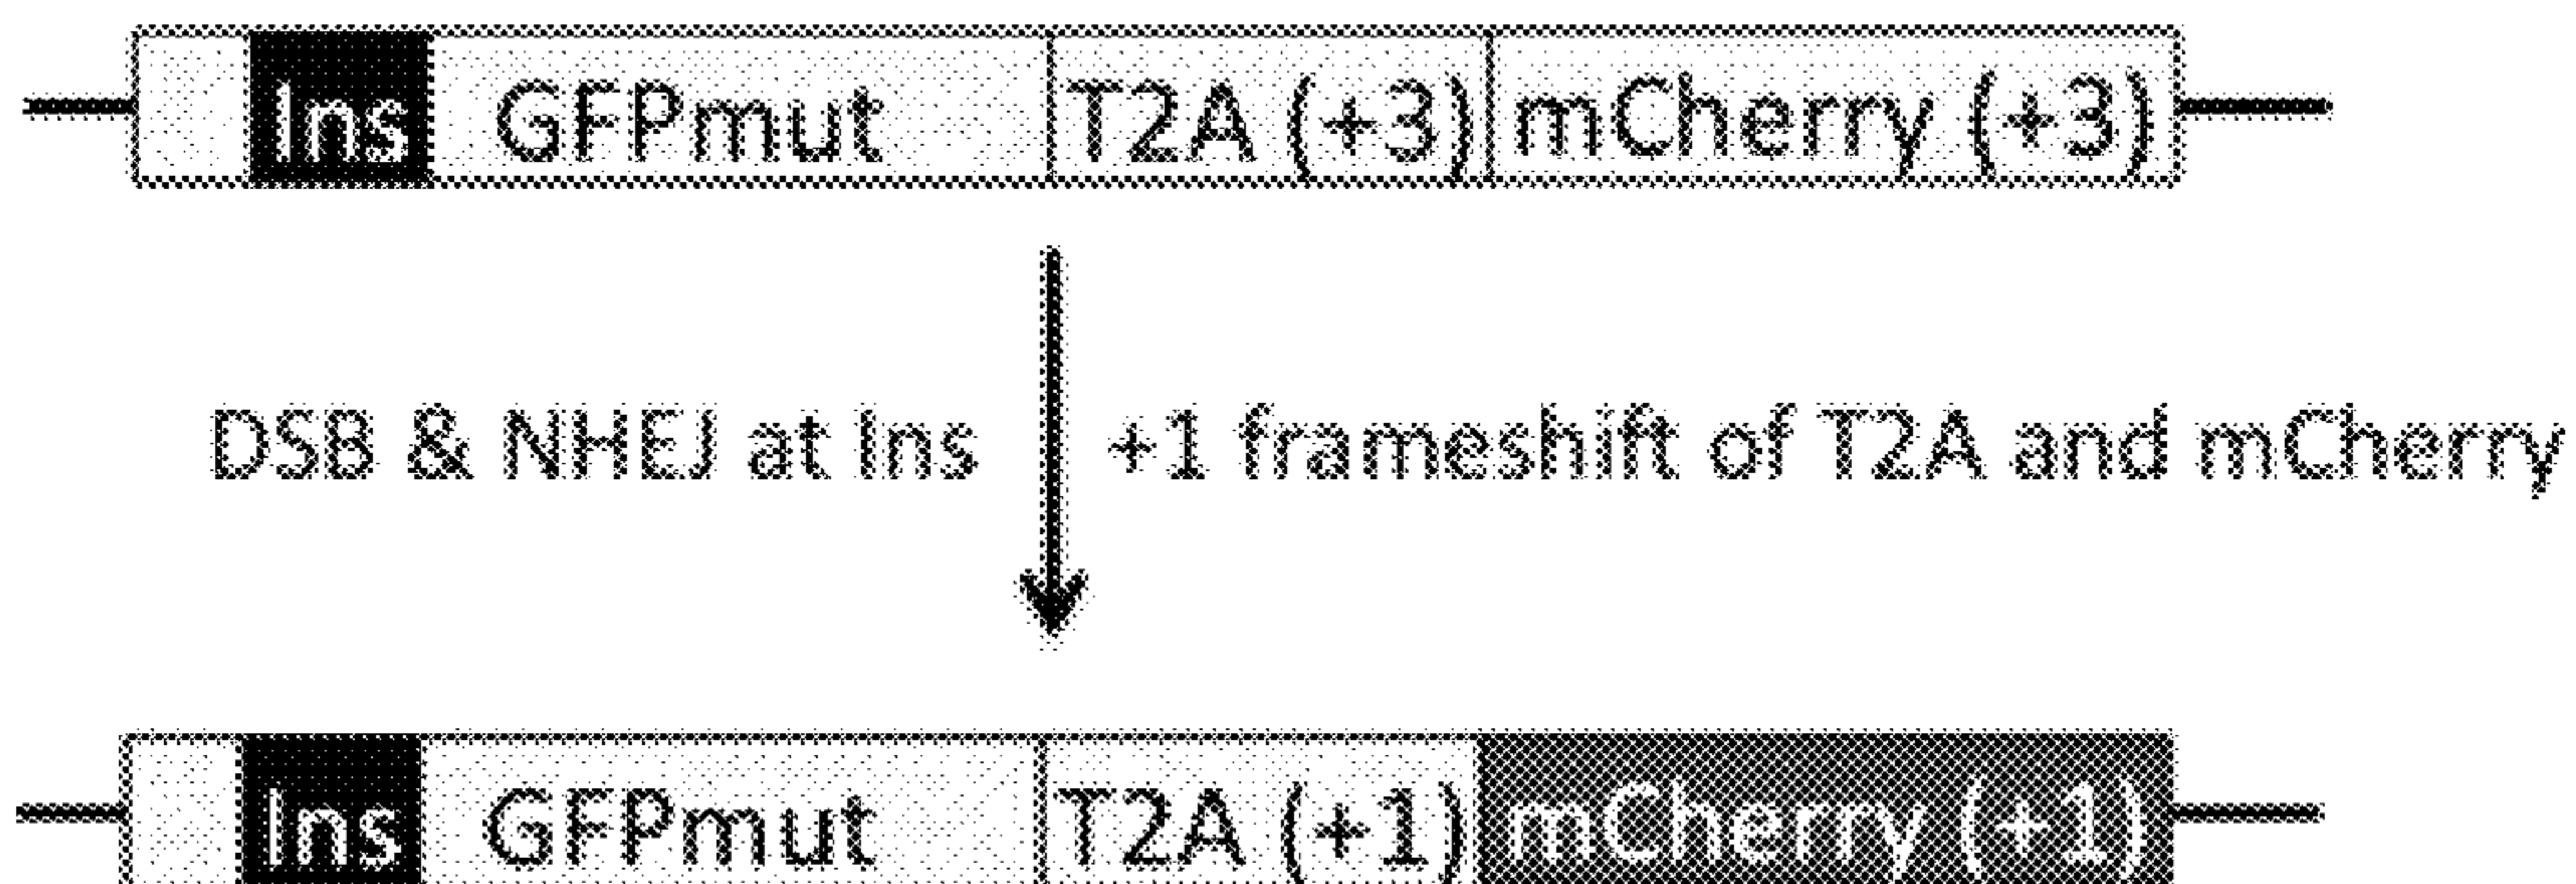 Ins GFPmut T2A (+3) mCherry (+3)
DSB & NHEJ at Ins +1 frameshift of T2A and mCherry
Ins GFPmut T2A (+1) mCherry (+1)